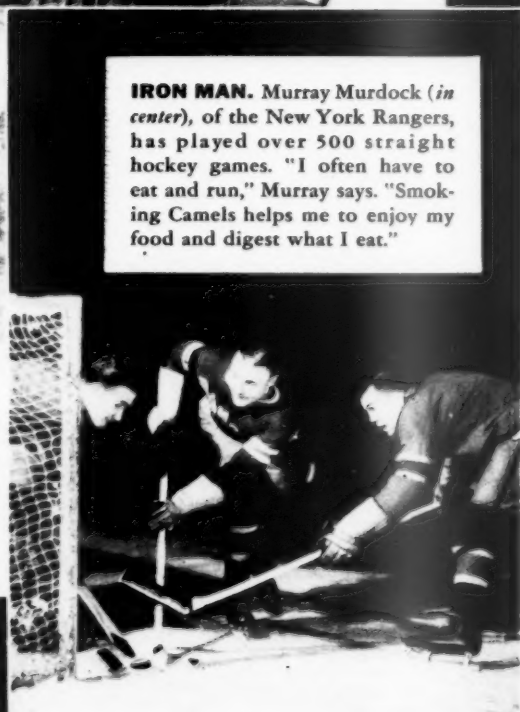 IRON MAN. Murray Murdock (in
center), of the New York Rangers,
has played over 500 straight
hockey games. "I often have to
eat and run," Murray says. "Smok-
ing Camels helps me to enjoy my
food and digest what I eat."